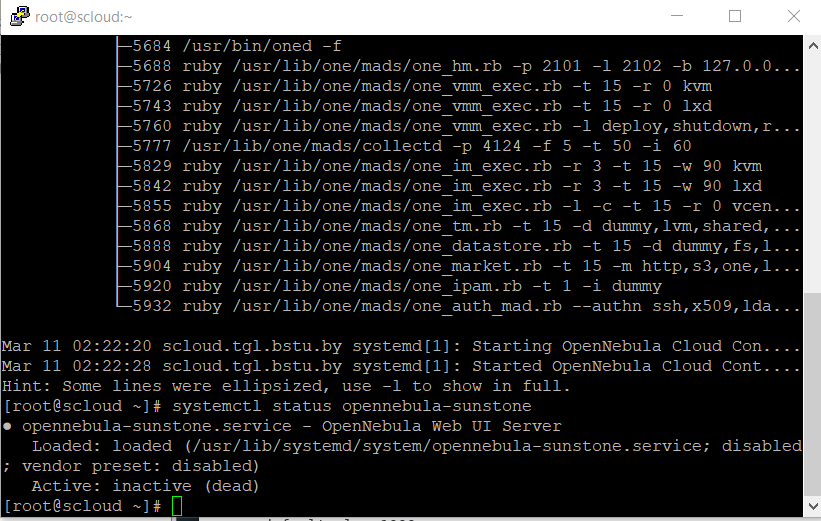 root@scloud:~
├─5684 /usr/bin/oned -f
├─5688 ruby /usr/lib/one/mads/one_hm.rb -p 2101 -l 2102 -b 127.0.0...
├─5726 ruby /usr/lib/one/mads/one_vmm_exec.rb -t 15 -r 0 kvm
├─5743 ruby /usr/lib/one/mads/one_vmm_exec.rb -t 15 -r 0 lxd
├─5760 ruby /usr/lib/one/mads/one_vmm_exec.rb -l deploy,shutdown,r...
├─5777 /usr/lib/one/mads/collectd -p 4124 -f 5 -t 50 -i 60
├─5829 ruby /usr/lib/one/mads/one_im_exec.rb -r 3 -t 15 -w 90 kvm
├─5842 ruby /usr/lib/one/mads/one_im_exec.rb -r 3 -t 15 -w 90 lxd
├─5855 ruby /usr/lib/one/mads/one_im_exec.rb -l -c -t 15 -r 0 vcen...
├─5868 ruby /usr/lib/one/mads/one_tm.rb -t 15 -d dummy,lvm,shared,...
├─5888 ruby /usr/lib/one/mads/one_datastore.rb -t 15 -d dummy,fs,l...
├─5904 ruby /usr/lib/one/mads/one_market.rb -t 15 -m http,s3,one,l...
├─5920 ruby /usr/lib/one/mads/one_ipam.rb -t 1 -i dummy
└─5932 ruby /usr/lib/one/mads/one_auth_mad.rb --authn ssh,x509,lda...
Mar 11 02:22:20 scloud.tgl.bstu.by systemd[1]: Starting OpenNebula Cloud Con....
Mar 11 02:22:28 scloud.tgl.bstu.by systemd[1]: Started OpenNebula Cloud Cont....
Hint: Some lines were ellipsized, use -l to show in full.
[root@scloud ~]# systemctl status opennebula-sunstone
● opennebula-sunstone.service - OpenNebula Web UI Server
Loaded: loaded (/usr/lib/systemd/system/opennebula-sunstone.service; disabled
; vendor preset: disabled)
Active: inactive (dead)
[root@scloud ~]#